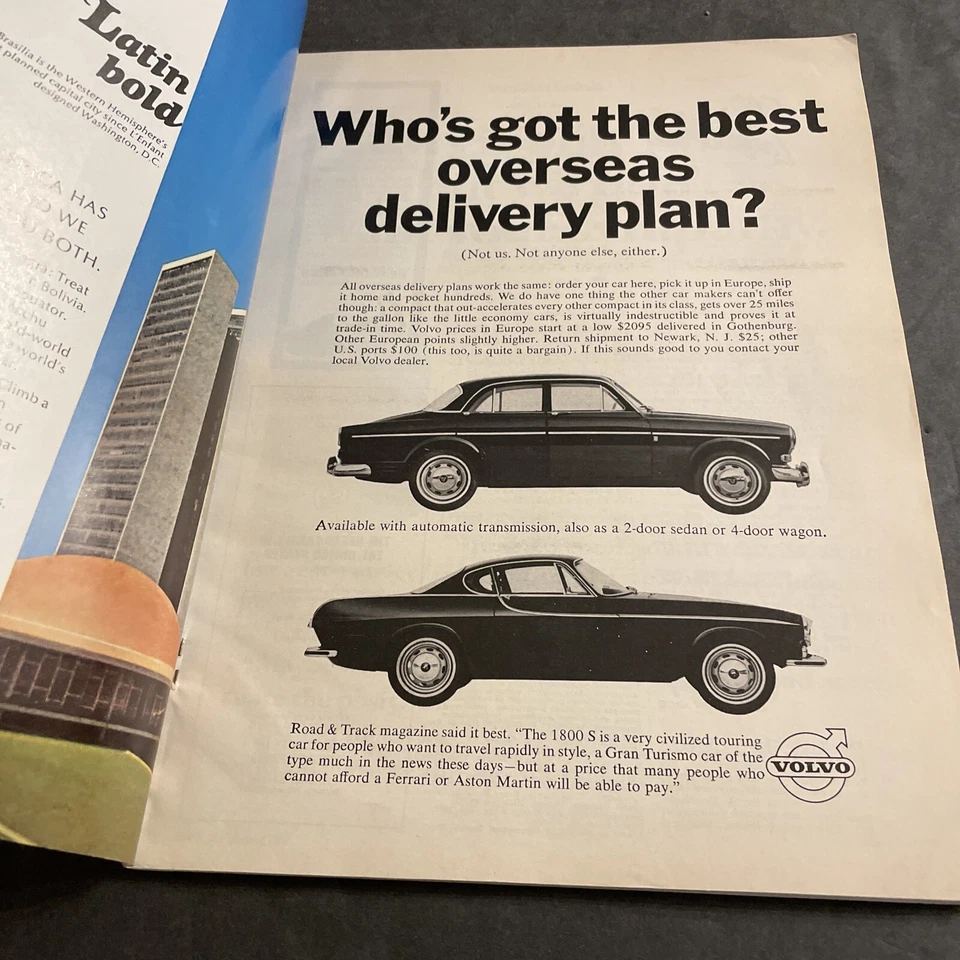 Latin
bold
Brasilia is the Western Hemisphere's
planned capital city since L'Enfant
designed Washington, D.C.
HAS
WE
BOTH.
Treat
Bolivia.
world
world's
Climb a
of
Who's got the best
overseas
delivery plan?
(Not us. Not anyone else, either.)
All overseas delivery plans work the same: order your car here, pick it up in Europe, ship
it home and pocket hundreds. We do have one thing the other car makers can't offer
though: a compact that out-accelerates every other compact in its class, gets over 25 miles
to the gallon like the little economy cars, is virtually indestructible and proves it at
trade-in time. Volvo prices in Europe start at a low $2095 delivered in Gothenburg.
Other European points slightly higher. Return shipment to Newark, N. J. $25; other
U.S. ports $100 (this too, is quite a bargain). If this sounds good to you contact your
local Volvo dealer.
Available with automatic transmission, also as a 2-door sedan or 4-door wagon.
Road & Track magazine said it best. "The 1800 S is a very civilized touring
car for people who want to travel rapidly in style, a Gran Turismo car of the
type much in the news these days—but at a price that many people who
cannot afford a Ferrari or Aston Martin will be able to pay."
VOLVO